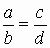 a/b = c/d